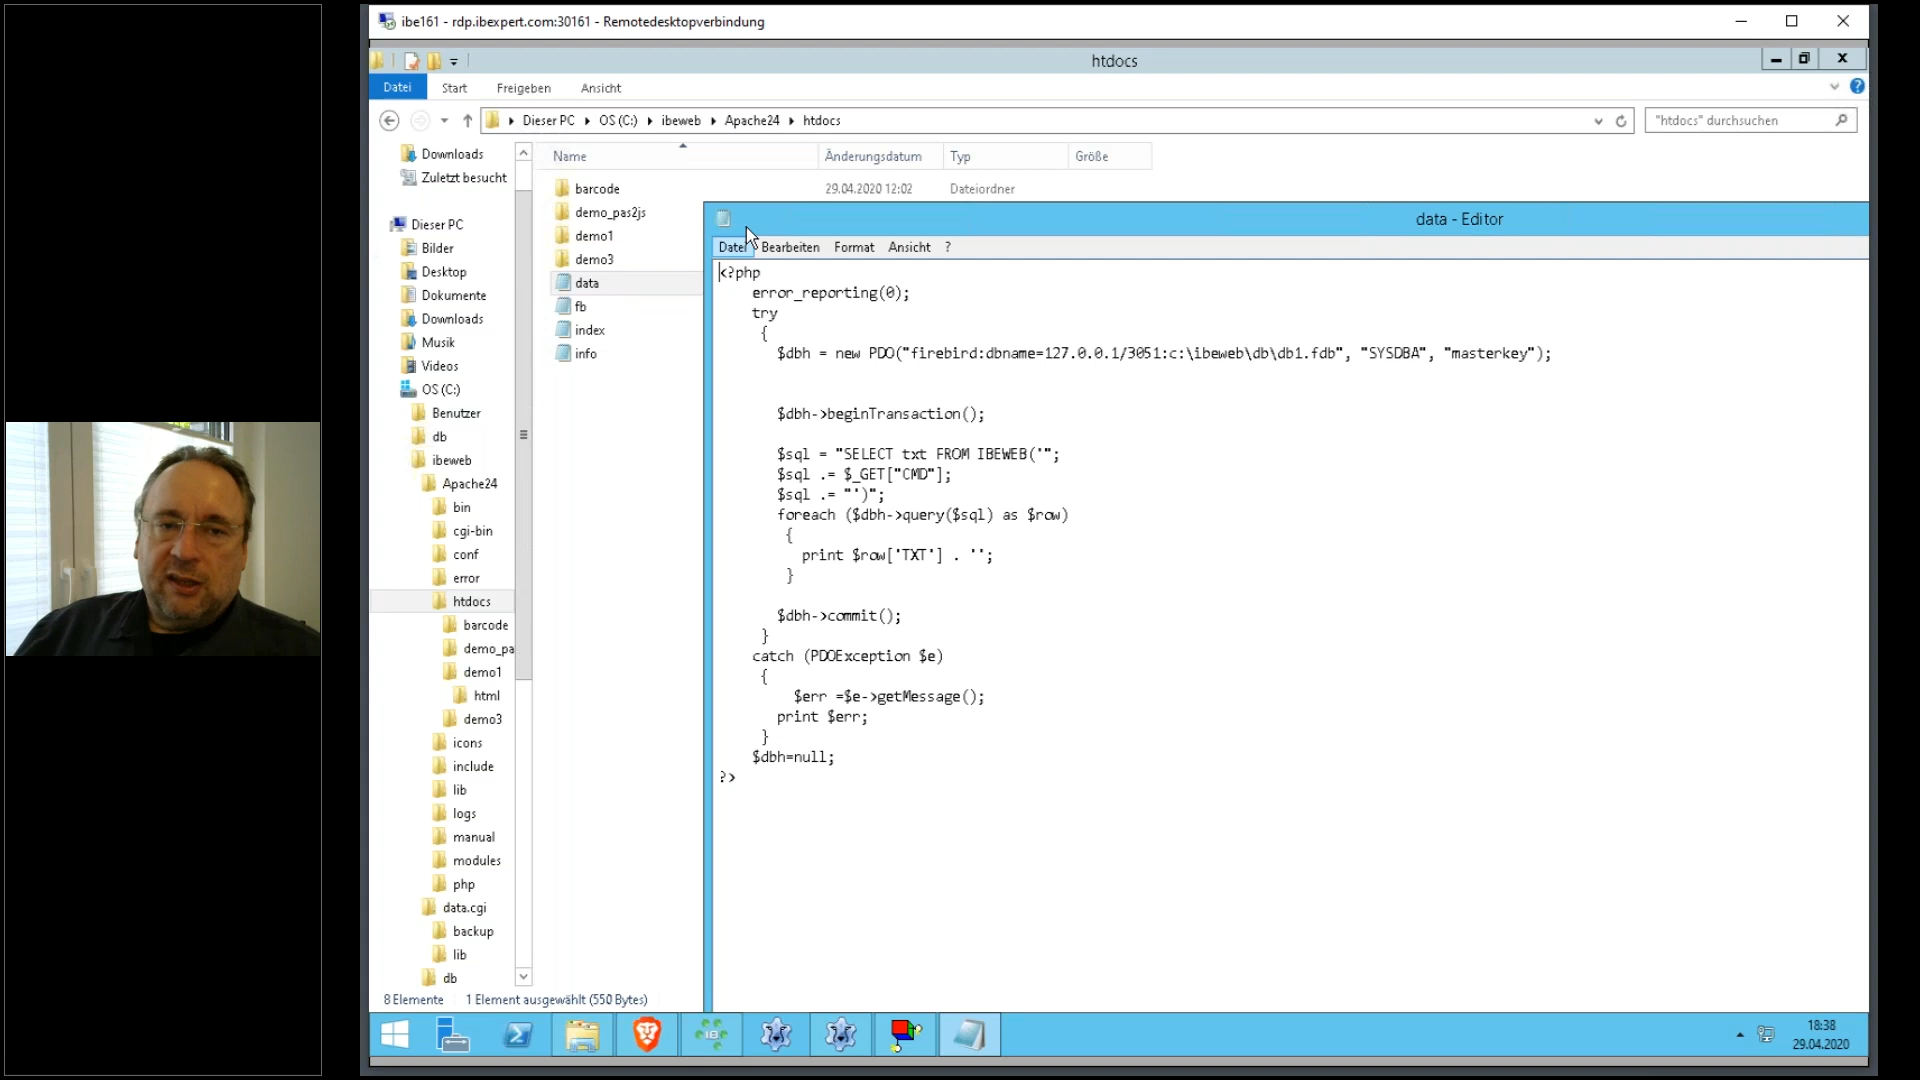 ibe161 - rdp.ibexpert.com:30161 - Remotedesktopverbindung
htdocs
Datei Start Freigeben Ansicht
Dieser PC OS (C:) ibeweb Apache24 htdocs
"htdocs" durchsuchen
Downloads
Zuletzt besucht
Dieser PC
Bilder
Desktop
Dokumente
Downloads
Musik
Videos
OS (C:)
Benutzer
db
ibeweb
Apache24
bin
cgi-bin
conf
error
htdocs
barcode
demo_pa
demo1
html
demo3
icons
include
lib
logs
manual
modules
php
data.cgi
backup
lib
db
Name Änderungsdatum Typ Größe
barcode 29.04.2020 12:02 Dateiordner
demo_pas2js
demo1
demo3
data
fb
index
info
data - Editor
Datei Bearbeiten Format Ansicht ?
<?php
error_reporting(0);
try
{
$dbh = new PDO("firebird:dbname=127.0.0.1/3051:c:\ibeweb\db\db1.fdb", "SYSDBA", "masterkey");
$dbh->beginTransaction();
$sql = "SELECT txt FROM IBEWEB('";
$sql .= $_GET["CMD"];
$sql .= "')";
foreach ($dbh->query($sql) as $row)
{
print $row['TXT'] . '';
}
$dbh->commit();
}
catch (PDOException $e)
{
$err =$e->getMessage();
print $err;
}
$dbh=null;
?>
8 Elemente 1 Element ausgewählt (550 Bytes)
18:38
29.04.2020